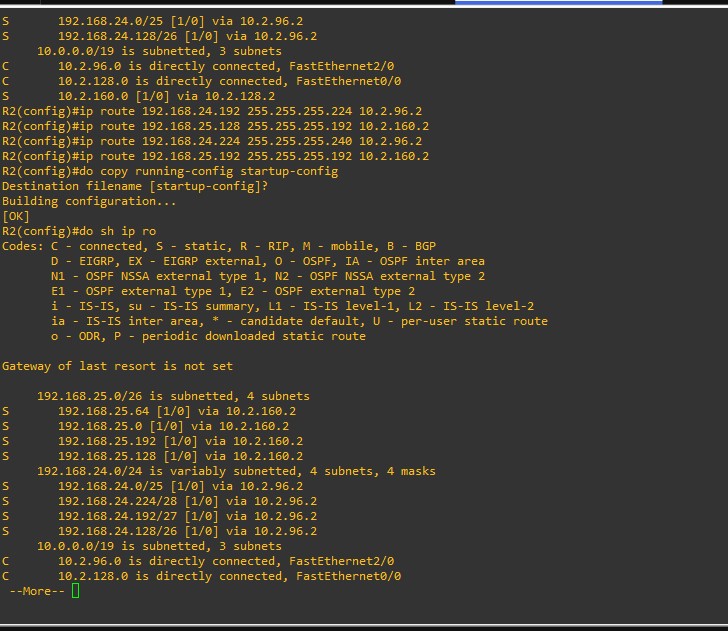 S       192.168.24.0/25 [1/0] via 10.2.96.2
S       192.168.24.128/26 [1/0] via 10.2.96.2
     10.0.0.0/19 is subnetted, 3 subnets
C       10.2.96.0 is directly connected, FastEthernet2/0
C       10.2.128.0 is directly connected, FastEthernet0/0
S       10.2.160.0 [1/0] via 10.2.128.2
R2(config)#ip route 192.168.24.192 255.255.255.224 10.2.96.2
R2(config)#ip route 192.168.25.128 255.255.255.192 10.2.160.2
R2(config)#ip route 192.168.24.224 255.255.255.240 10.2.96.2
R2(config)#ip route 192.168.25.192 255.255.255.192 10.2.160.2
R2(config)#do copy running-config startup-config
Destination filename [startup-config]?
Building configuration...
[OK]
R2(config)#do sh ip ro
Codes: C - connected, S - static, R - RIP, M - mobile, B - BGP
       D - EIGRP, EX - EIGRP external, O - OSPF, IA - OSPF inter area
       N1 - OSPF NSSA external type 1, N2 - OSPF NSSA external type 2
       E1 - OSPF external type 1, E2 - OSPF external type 2
       i - IS-IS, su - IS-IS summary, L1 - IS-IS level-1, L2 - IS-IS level-2
       ia - IS-IS inter area, * - candidate default, U - per-user static route
       o - ODR, P - periodic downloaded static route

Gateway of last resort is not set

     192.168.25.0/26 is subnetted, 4 subnets
S       192.168.25.64 [1/0] via 10.2.160.2
S       192.168.25.0 [1/0] via 10.2.160.2
S       192.168.25.192 [1/0] via 10.2.160.2
S       192.168.25.128 [1/0] via 10.2.160.2
     192.168.24.0/24 is variably subnetted, 4 subnets, 4 masks
S       192.168.24.0/25 [1/0] via 10.2.96.2
S       192.168.24.224/28 [1/0] via 10.2.96.2
S       192.168.24.192/27 [1/0] via 10.2.96.2
S       192.168.24.128/26 [1/0] via 10.2.96.2
     10.0.0.0/19 is subnetted, 3 subnets
C       10.2.96.0 is directly connected, FastEthernet2/0
C       10.2.128.0 is directly connected, FastEthernet0/0
 --More--